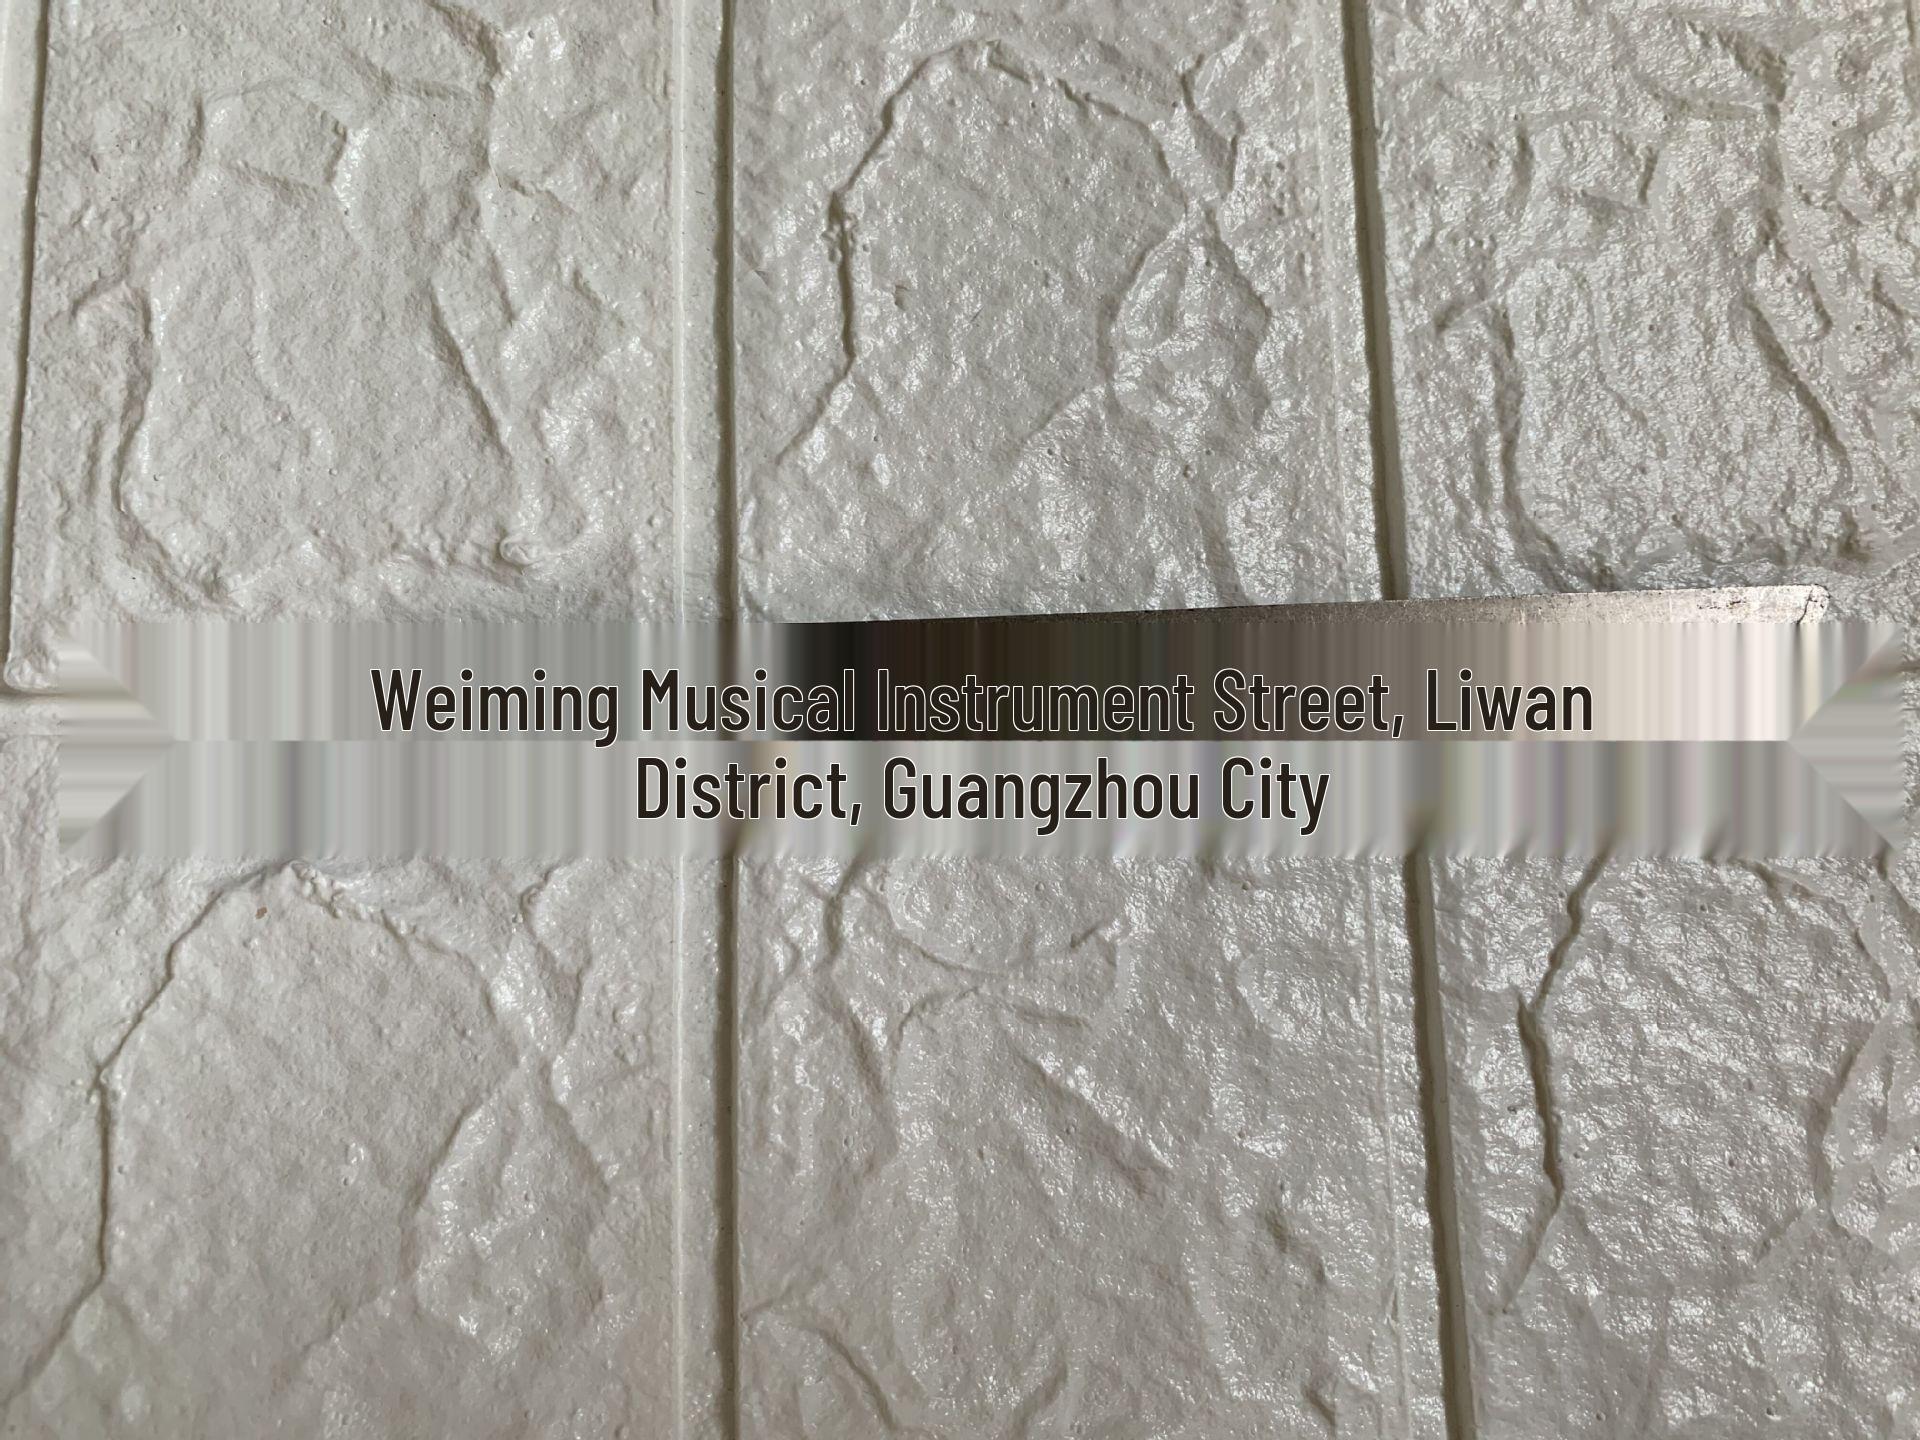 Weiming Musical Instrument Street, Liwan
District, Guangzhou City